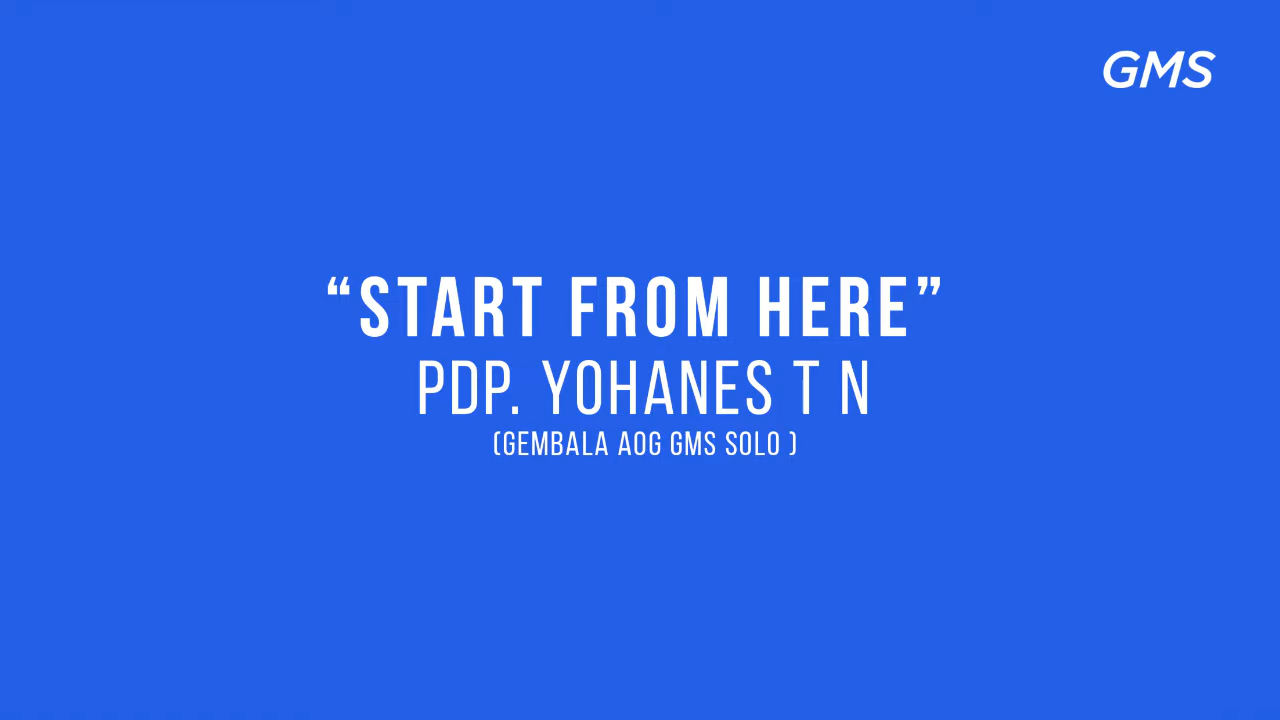 GMS
“START FROM HERE”
PDP. YOHANES T N
(GEMBALA AOG GMS SOLO )